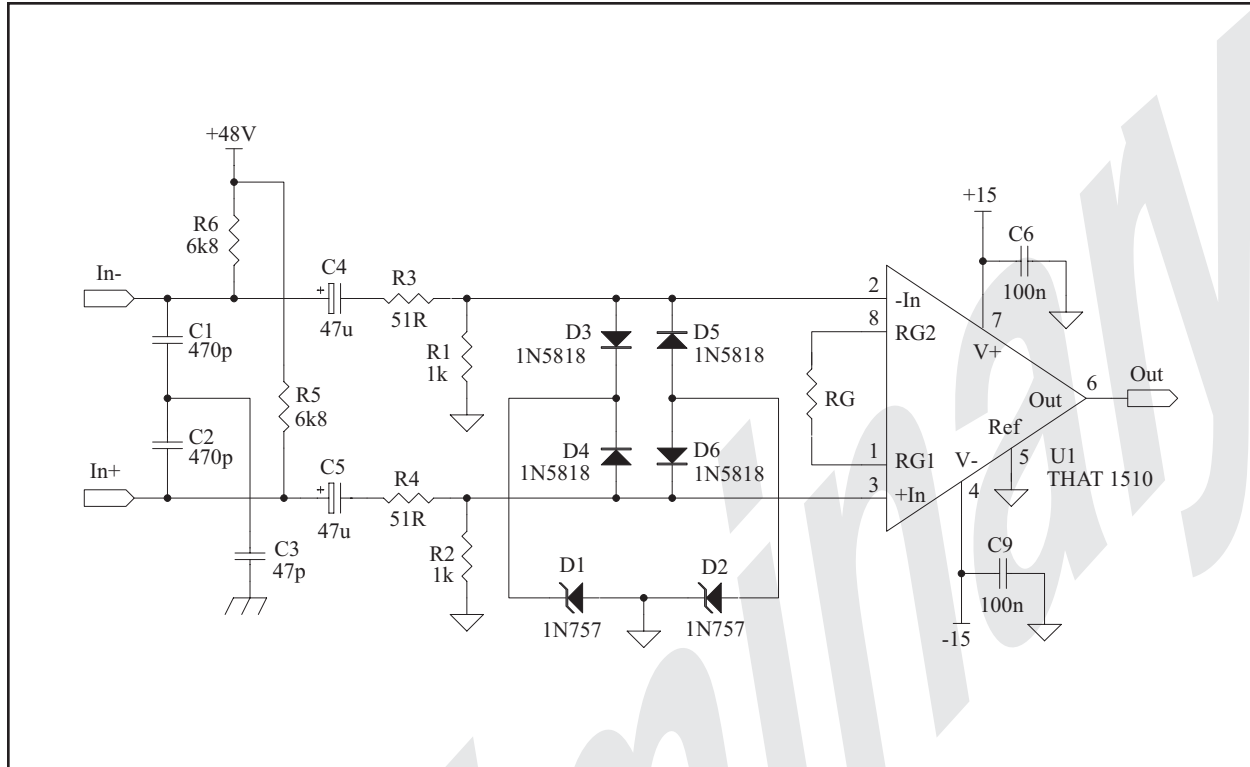 +48V
R6
6k8
In-
C1
470p
C2
470p
In+
R5
6k8
C3
47p
+
C4
47u
R3
51R
R1
1k
+
C5
47u
R4
51R
R2
1k
D3
1N5818
D5
1N5818
D4
1N5818
D6
1N5818
D1
1N757
D2
1N757
RG
2
-In
8
RG2
1
RG1
3
+In
+15
C6
100n
7
V+
6
Out
Out
Ref
5
V-
4
U1
THAT 1510
C9
100n
-15